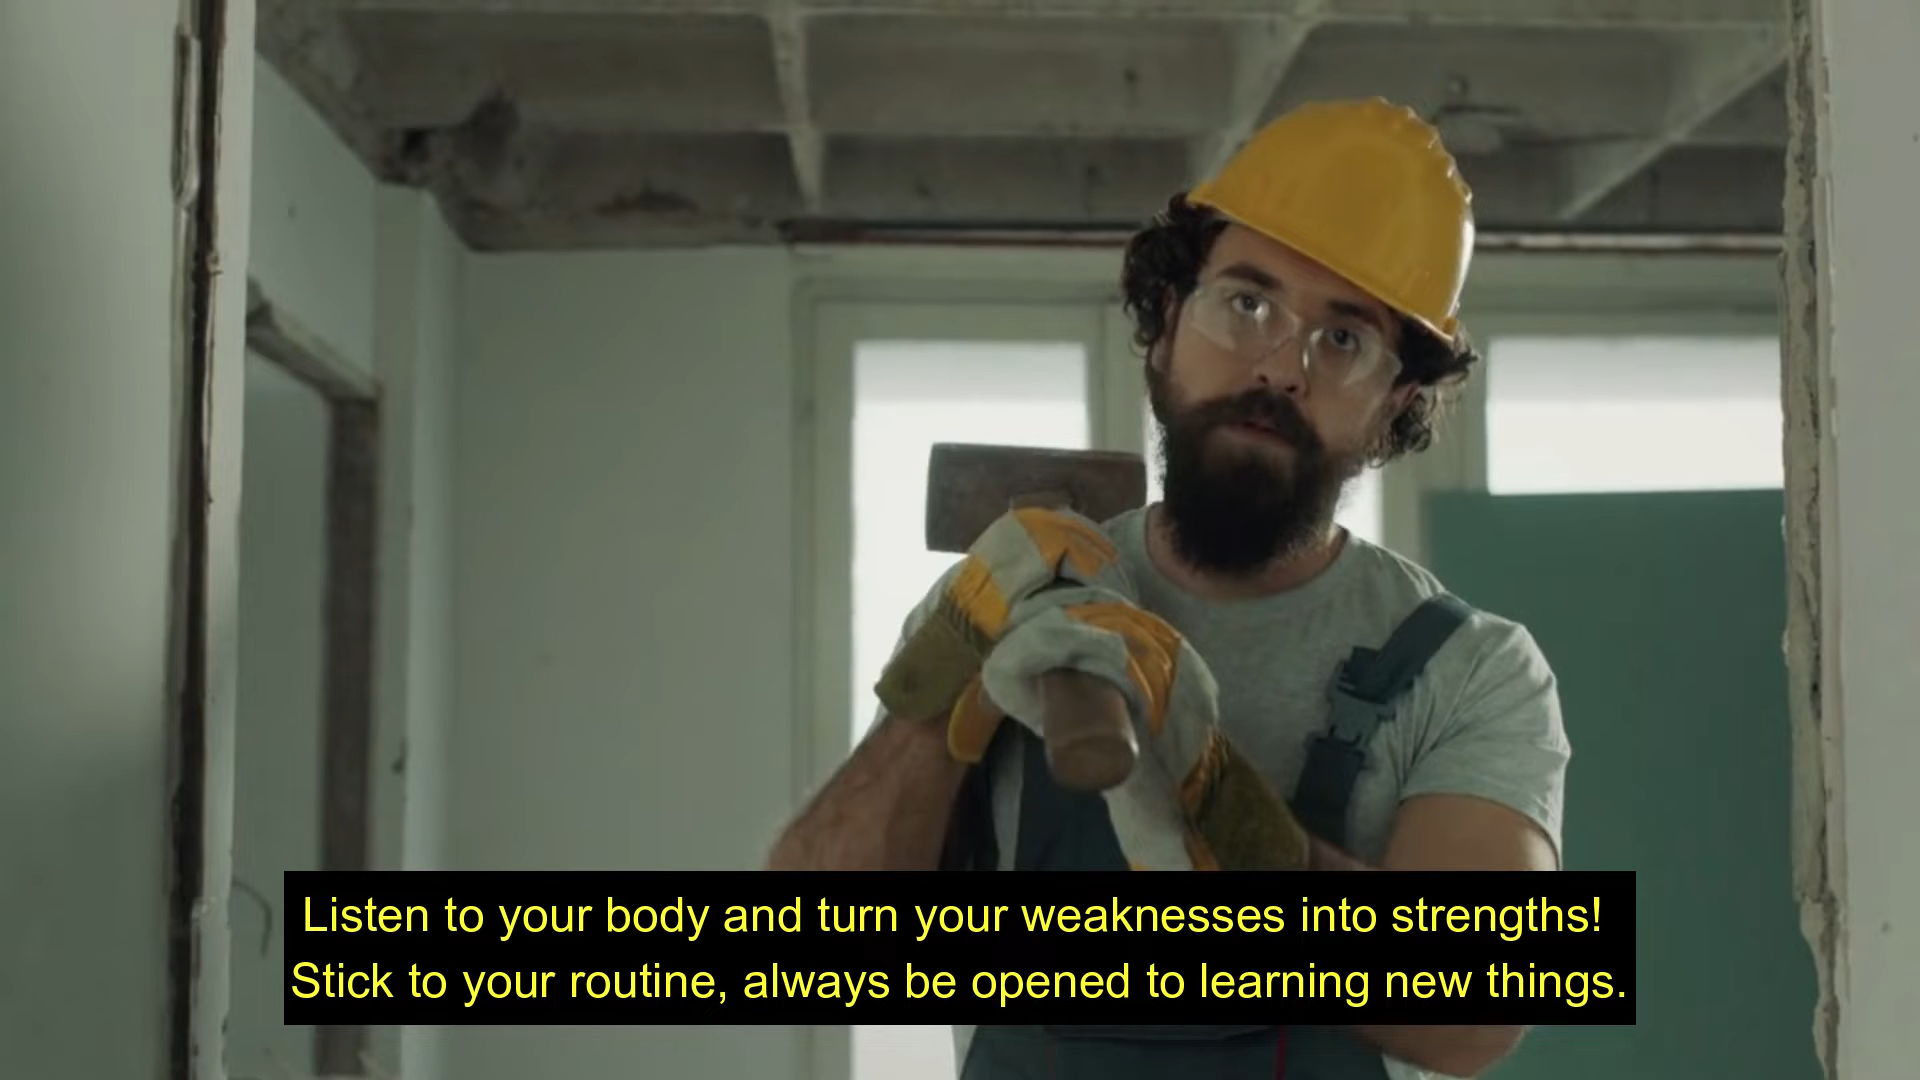 Listen to your body and turn your weaknesses into strengths!
Stick to your routine, always be opened to learning new things.